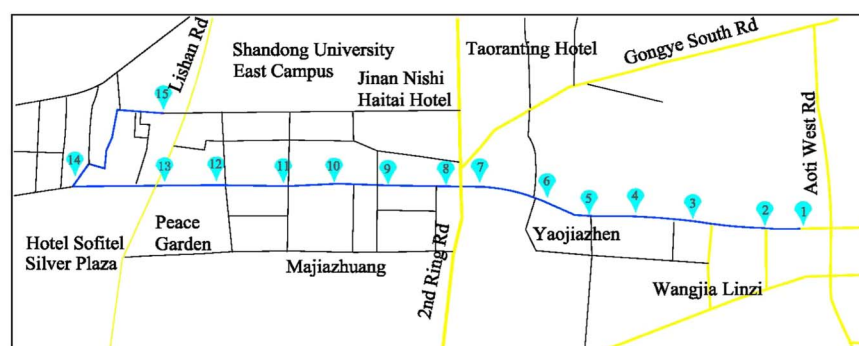 Lishan Rd
Shandong University
East Campus
Jinan Nishi
Haitai Hotel
Taoranting Hotel
Gongye South Rd
Aoti West Rd
15
14
13
12
11
10
9
8
7
6
5
4
3
2
1
Hotel Sofitel
Silver Plaza
Peace
Garden
Majiazhuang
2nd Ring Rd
Yaojiazhen
Wangjia Linzi